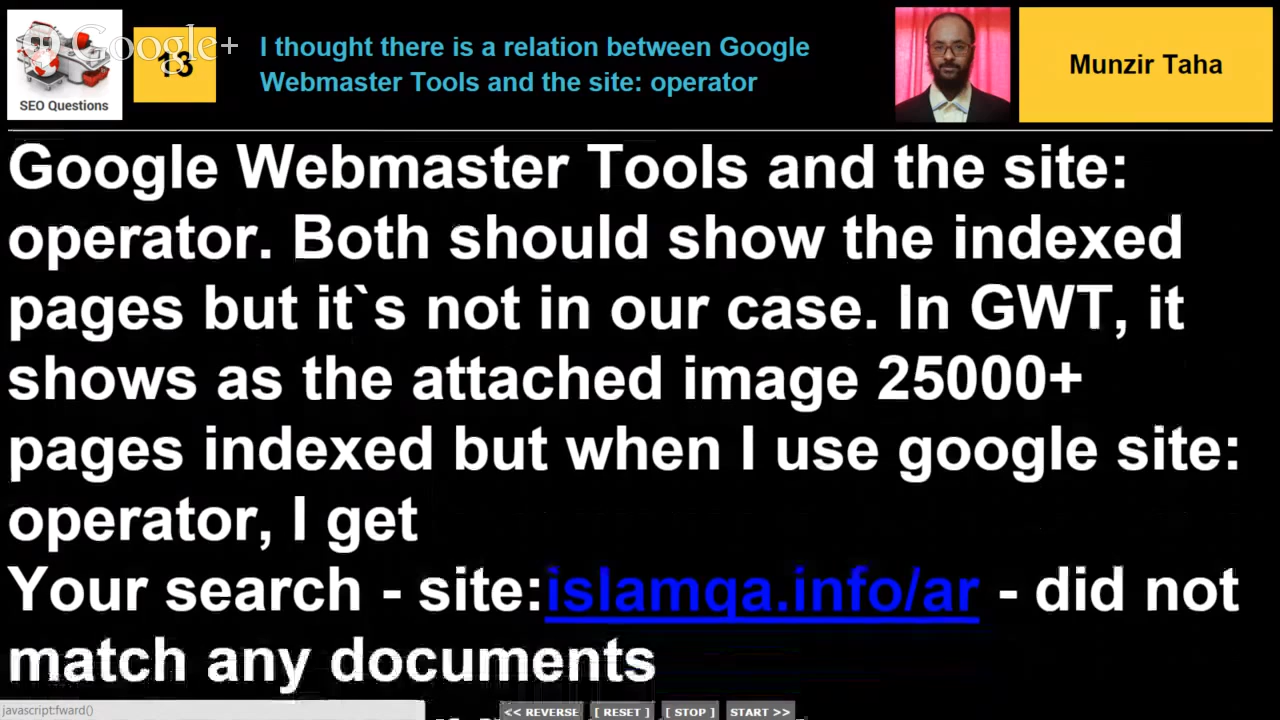 Google+
SEO Questions
13
I thought there is a relation between Google
Webmaster Tools and the site: operator
Munzir Taha
Google Webmaster Tools and the site:
operator. Both should show the indexed
pages but it`s not in our case. In GWT, it
shows as the attached image 25000+
pages indexed but when I use google site:
operator, I get
Your search - site:islamqa.info/ar - did not
match any documents
javascript:fward()
<< REVERSE [ RESET ] [ STOP ] START >>